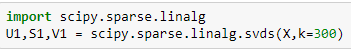 import scipy.sparse.linalg
U1,S1,V1 = scipy.sparse.linalg.svds(X,k=300)